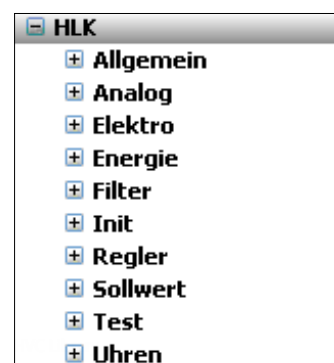 HLK
Allgemein
Analog
Elektro
Energie
Filter
Init
Regler
Sollwert
Test
Uhren